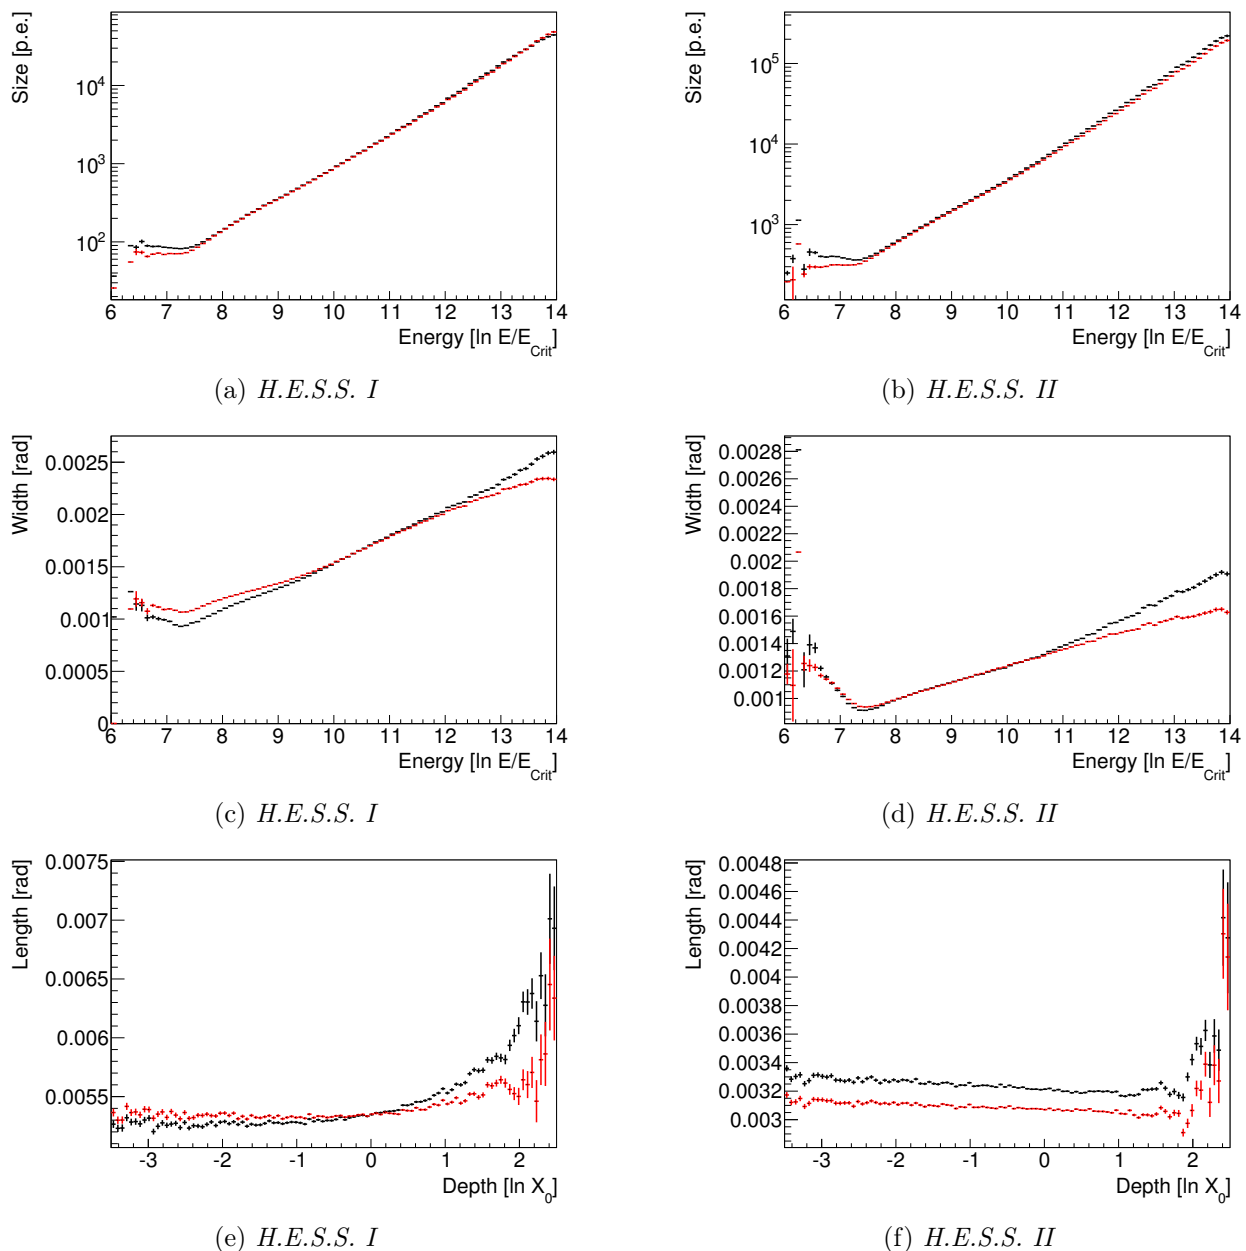 Size [p.e.]
10^4
10^3
10^2
6 7 8 9 10 11 12 13 14
Energy [ln E/E_Crit]
(a) H.E.S.S. I
Size [p.e.]
10^5
10^4
10^3
6 7 8 9 10 11 12 13 14
Energy [ln E/E_Crit]
(b) H.E.S.S. II
Width [rad]
0.0025
0.002
0.0015
0.001
0.0005
0
6 7 8 9 10 11 12 13 14
Energy [ln E/E_Crit]
(c) H.E.S.S. I
Width [rad]
0.0028
0.0026
0.0024
0.0022
0.002
0.0018
0.0016
0.0014
0.0012
0.001
6 7 8 9 10 11 12 13 14
Energy [ln E/E_Crit]
(d) H.E.S.S. II
Length [rad]
0.0075
0.007
0.0065
0.006
0.0055
-3 -2 -1 0 1 2
Depth [ln X_0]
(e) H.E.S.S. I
Length [rad]
0.0048
0.0046
0.0044
0.0042
0.004
0.0038
0.0036
0.0034
0.0032
0.003
-3 -2 -1 0 1 2
Depth [ln X_0]
(f) H.E.S.S. II